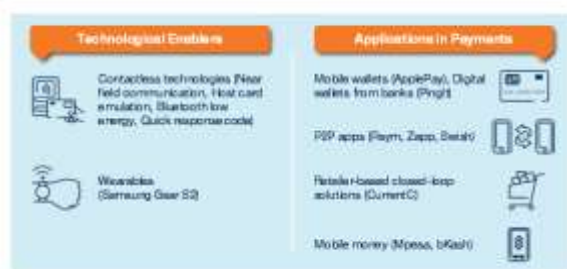 Technological Enablers
Contactless technologies (Near
field communication, Host card
emulation, Bluetooth low
energy, Quick response code)
Wearables
(Samsung Gear S2)
Applications in Payments
Mobile wallets (ApplePay), Digital
wallets from banks (Pingit)
P2P apps (Paym, Zapp,
Retailer-based closed-loop
solutions (CurrentC)
Mobile money (Mpesa, bKash)